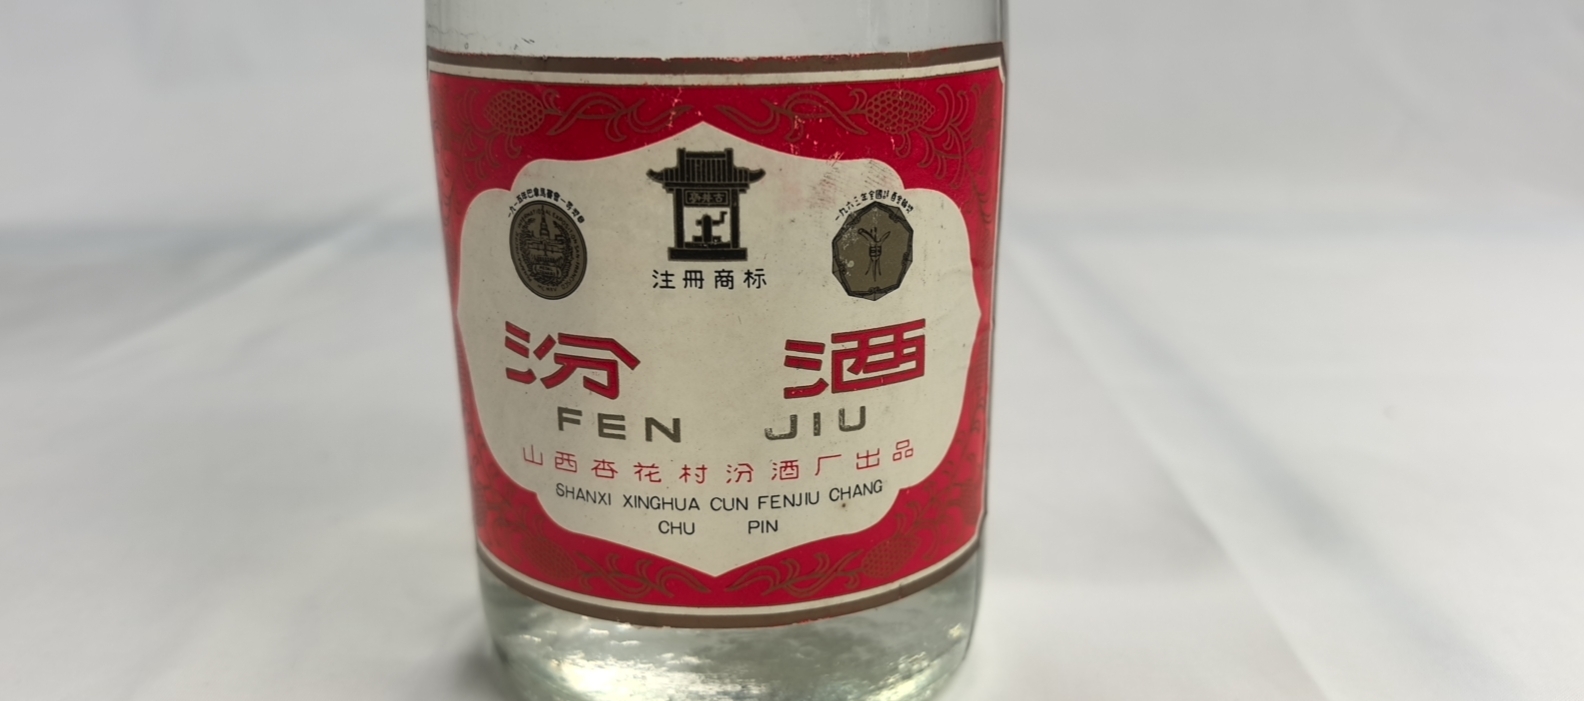 注冊商标
汾酒
FEN JIU
山西杏花村汾酒厂出品
SHANXI XINGHUA CUN FENJIU CHANG
CHU PIN